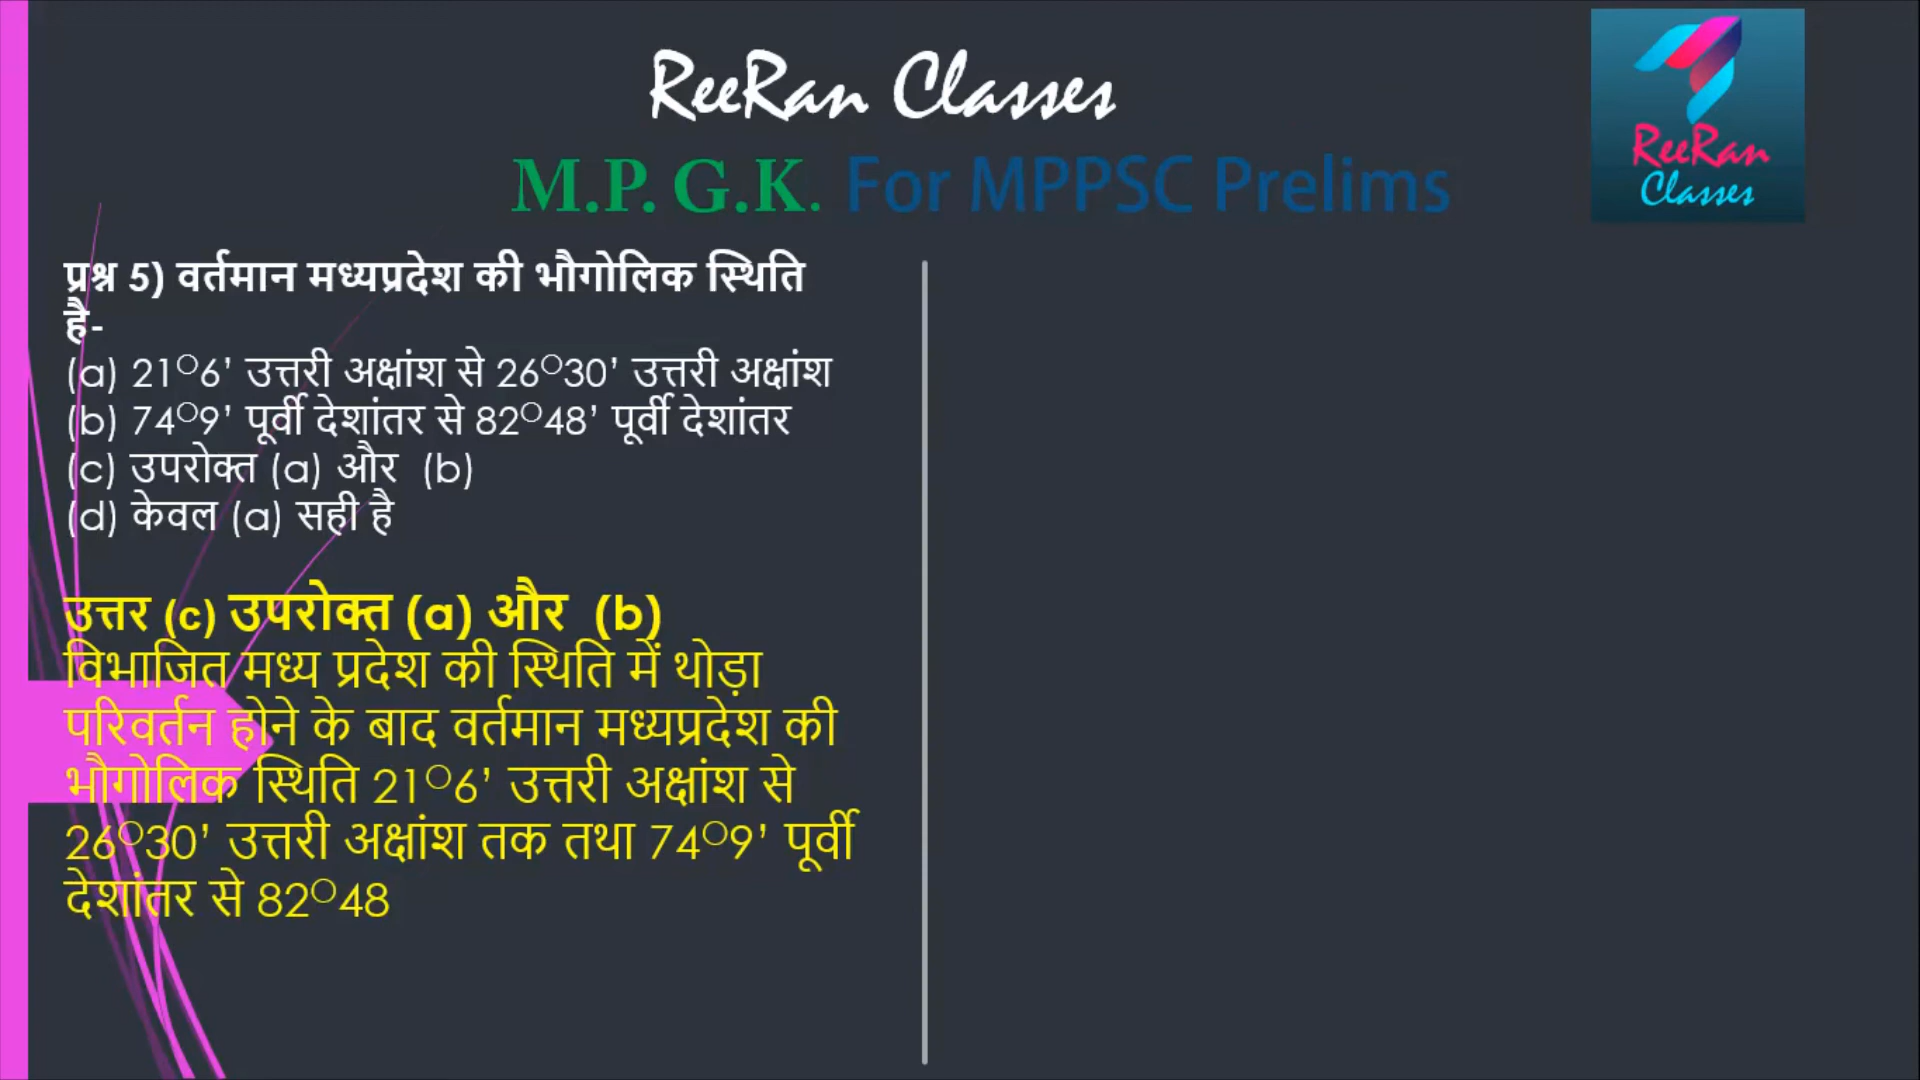 ReeRan Classes
ReeRan
Classes
M.P. G.K. For MPPSC Prelims
प्रश्न 5) वर्तमान मध्यप्रदेश की भौगोलिक स्थिति
है-
(a) 21○6’ उत्तरी अक्षांश से 26○30’ उत्तरी अक्षांश
(b) 74○9’ पूर्वी देशांतर से 82○48’ पूर्वी देशांतर
(c) उपरोक्त (a) और (b)
(d) केवल (a) सही है
उत्तर (c) उपरोक्त (a) और (b)
विभाजित मध्य प्रदेश की स्थिति में थोड़ा
परिवर्तन होने के बाद वर्तमान मध्यप्रदेश की
भौगोलिक स्थिति 21○6’ उत्तरी अक्षांश से
26○30’ उत्तरी अक्षांश तक तथा 74○9’ पूर्वी
देशांतर से 82○48